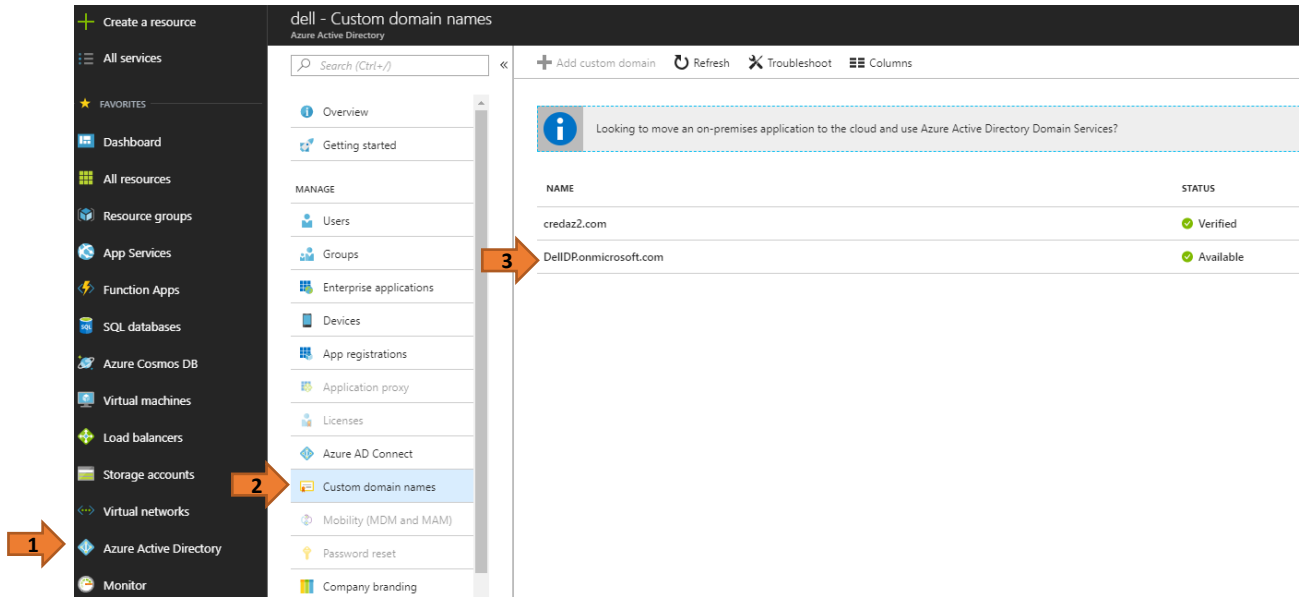 Create a resource
All services
FAVORITES
Dashboard
All resources
Resource groups
App Services
Function Apps
SQL databases
Azure Cosmos DB
Virtual machines
Load balancers
Storage accounts
Virtual networks
1
Azure Active Directory
Monitor
dell - Custom domain names
Azure Active Directory
Search (Ctrl+/)
«
Overview
Getting started
MANAGE
Users
Groups
Enterprise applications
Devices
App registrations
Application proxy
Licenses
Azure AD Connect
2
Custom domain names
Mobility (MDM and MAM)
Password reset
Company branding
Add custom domain Refresh Troubleshoot Columns
Looking to move an on-premises application to the cloud and use Azure Active Directory Domain Services?
NAME STATUS
credaz2.com Verified
3 DellDP.onmicrosoft.com Available